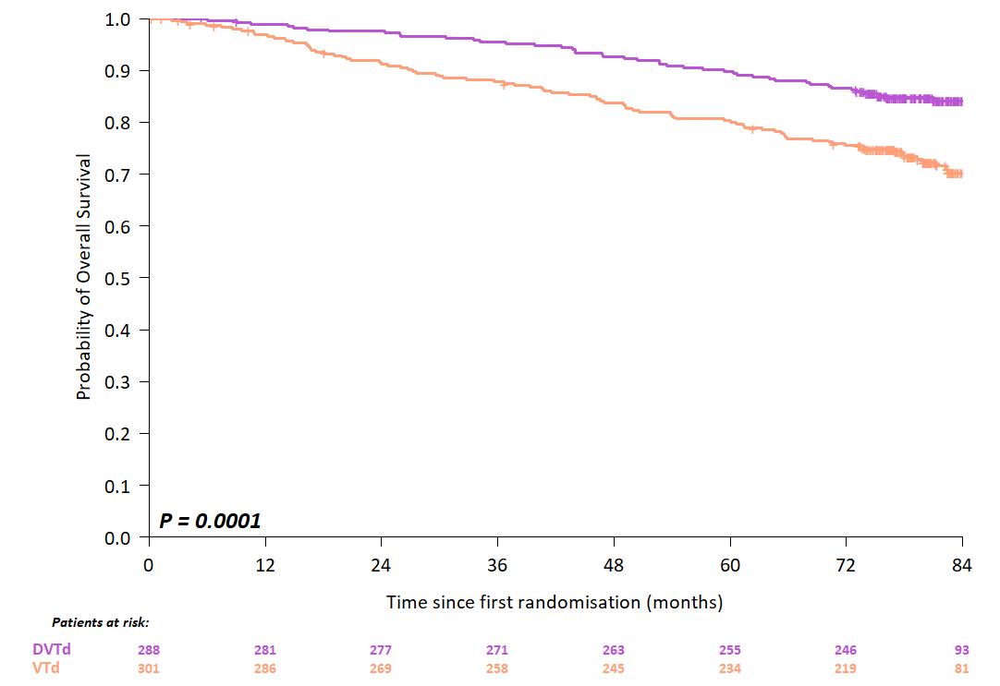 1.0
0.9
0.8
0.7
0.6
0.5
0.4
0.3
0.2
0.1
0.0
Probability of Overall Survival
P = 0.0001
0 12 24 36 48 60 72 84
Time since first randomisation (months)
Patients at risk:
DVTd 288 281 277 271 263 255 246 93
VTd 301 286 269 258 245 234 219 81